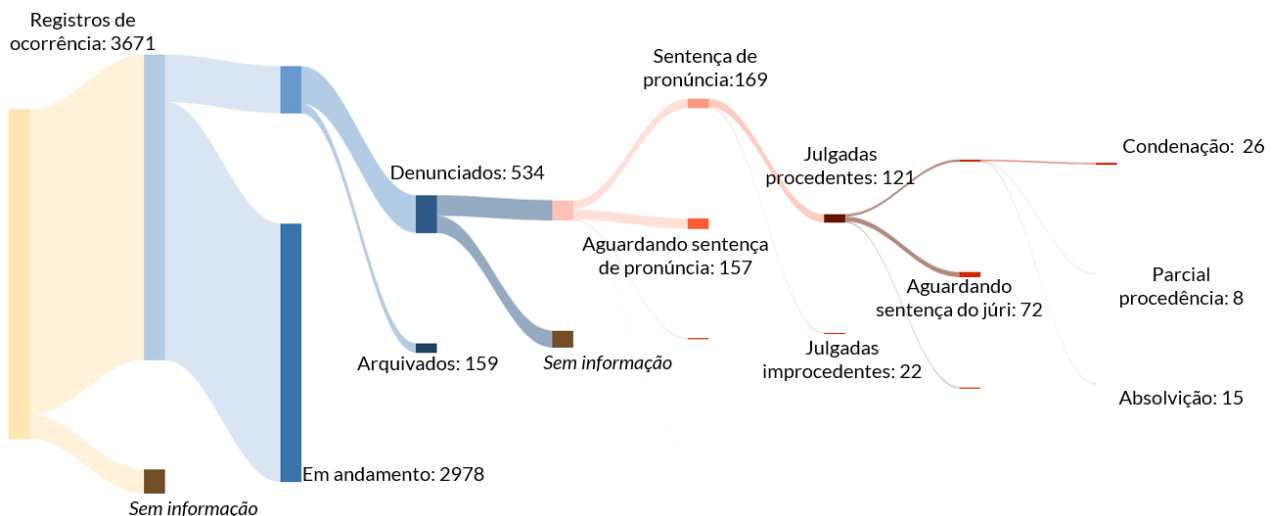 Registros de
ocorrência: 3671
Sem informação
Em andamento: 2978
Arquivados: 159
Denunciados: 534
Sem informação
Sentença de
pronúncia:169
Aguardando sentença
de pronúncia: 157
Julgadas
procedentes: 121
Julgadas
improcedentes: 22
Aguardando
sentença do júri: 72
Condenação: 26
Parcial
procedência: 8
Absolvição: 15